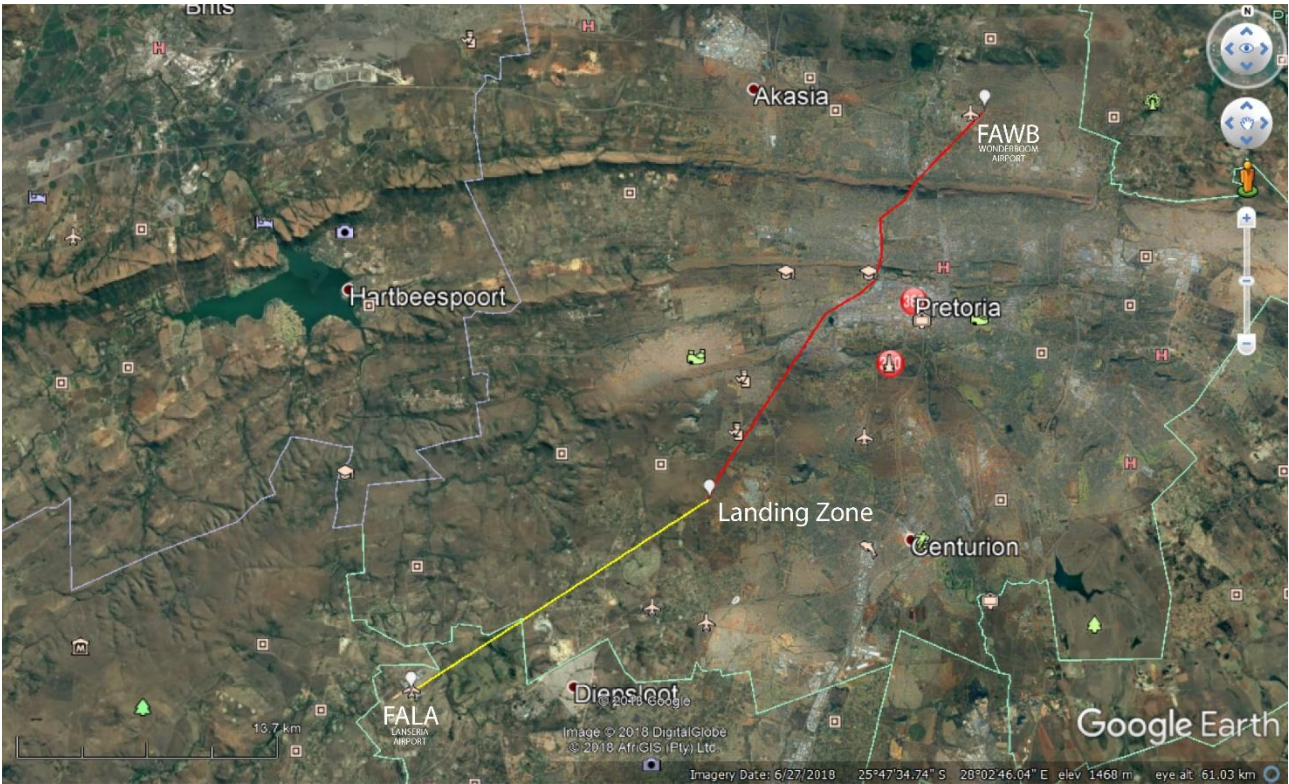 Brits
N
Akasia
FAWB
WONDERBOOM
AIRPORT
Hartbeespoort
Pretoria
Landing Zone
Centurion
FALA
LANSERIA
AIRPORT
Diepsloot
© 2018 Google
13.7 km
Image © 2018 DigitalGlobe
© 2018 AfriGIS (Pty) Ltd.
Google Earth
Imagery Date: 6/27/2018 25°47'34.74" S 28°02'46.04" E elev 1468 m eye alt 61.03 km